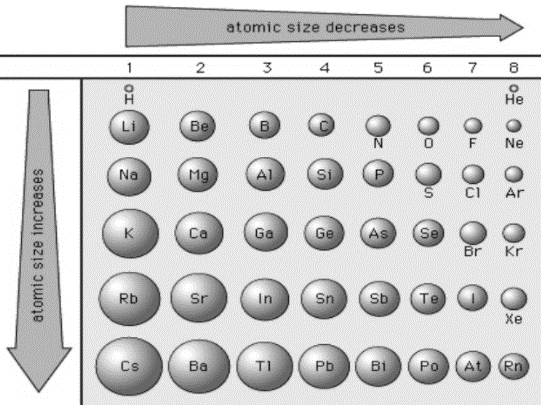 atomic size decreases
1 2 3 4 5 6 7 8
H He
Li Be B C N O F Ne
Na Mg Al Si P S Cl Ar
K Ca Ga Ge As Se Br Kr
Rb Sr In Sn Sb Te I Xe
Cs Ba Tl Pb Bi Po At Rn
atomic size increases